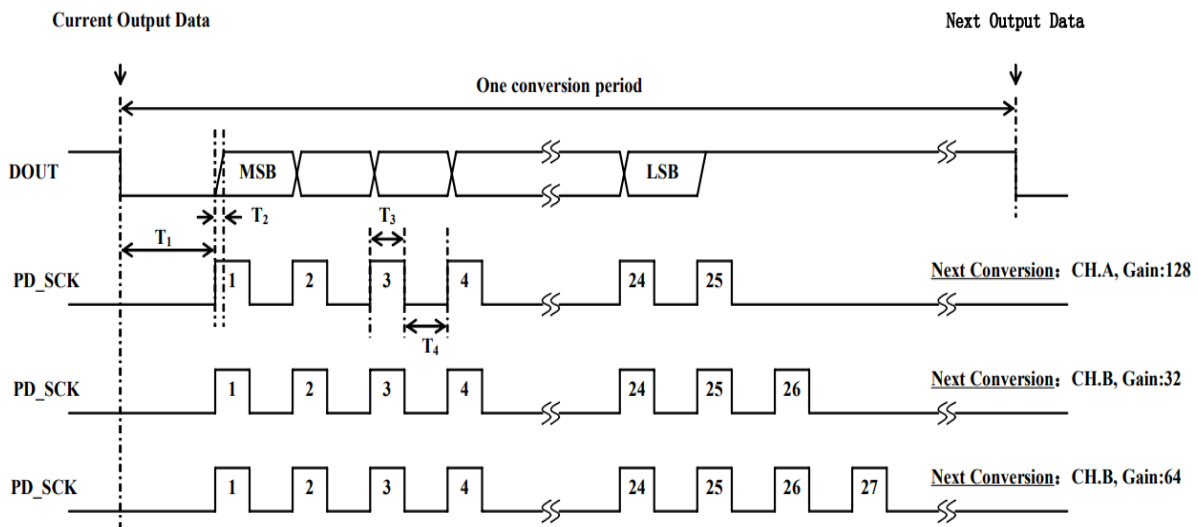 Current Output Data
Next Output Data
One conversion period
DOUT
MSB
LSB
T2
T3
T1
PD_SCK
1
2
3
4
24
25
Next Conversion: CH.A, Gain:128
T4
PD_SCK
1
2
3
4
24
25
26
Next Conversion: CH.B, Gain:32
PD_SCK
1
2
3
4
24
25
26
27
Next Conversion: CH.B, Gain:64